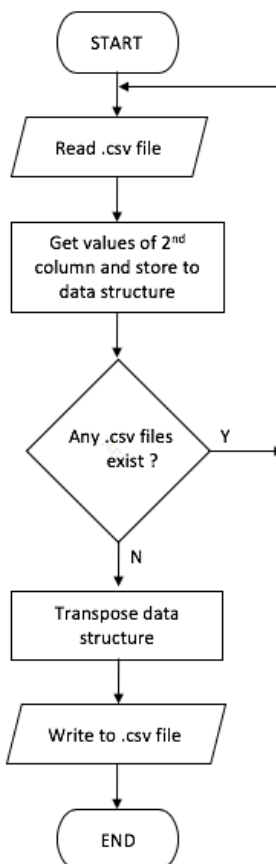 START
Read .csv file
Get values of 2nd
column and store to
data structure
Any .csv files
exist ?
Y
N
Transpose data
structure
Write to .csv file
END